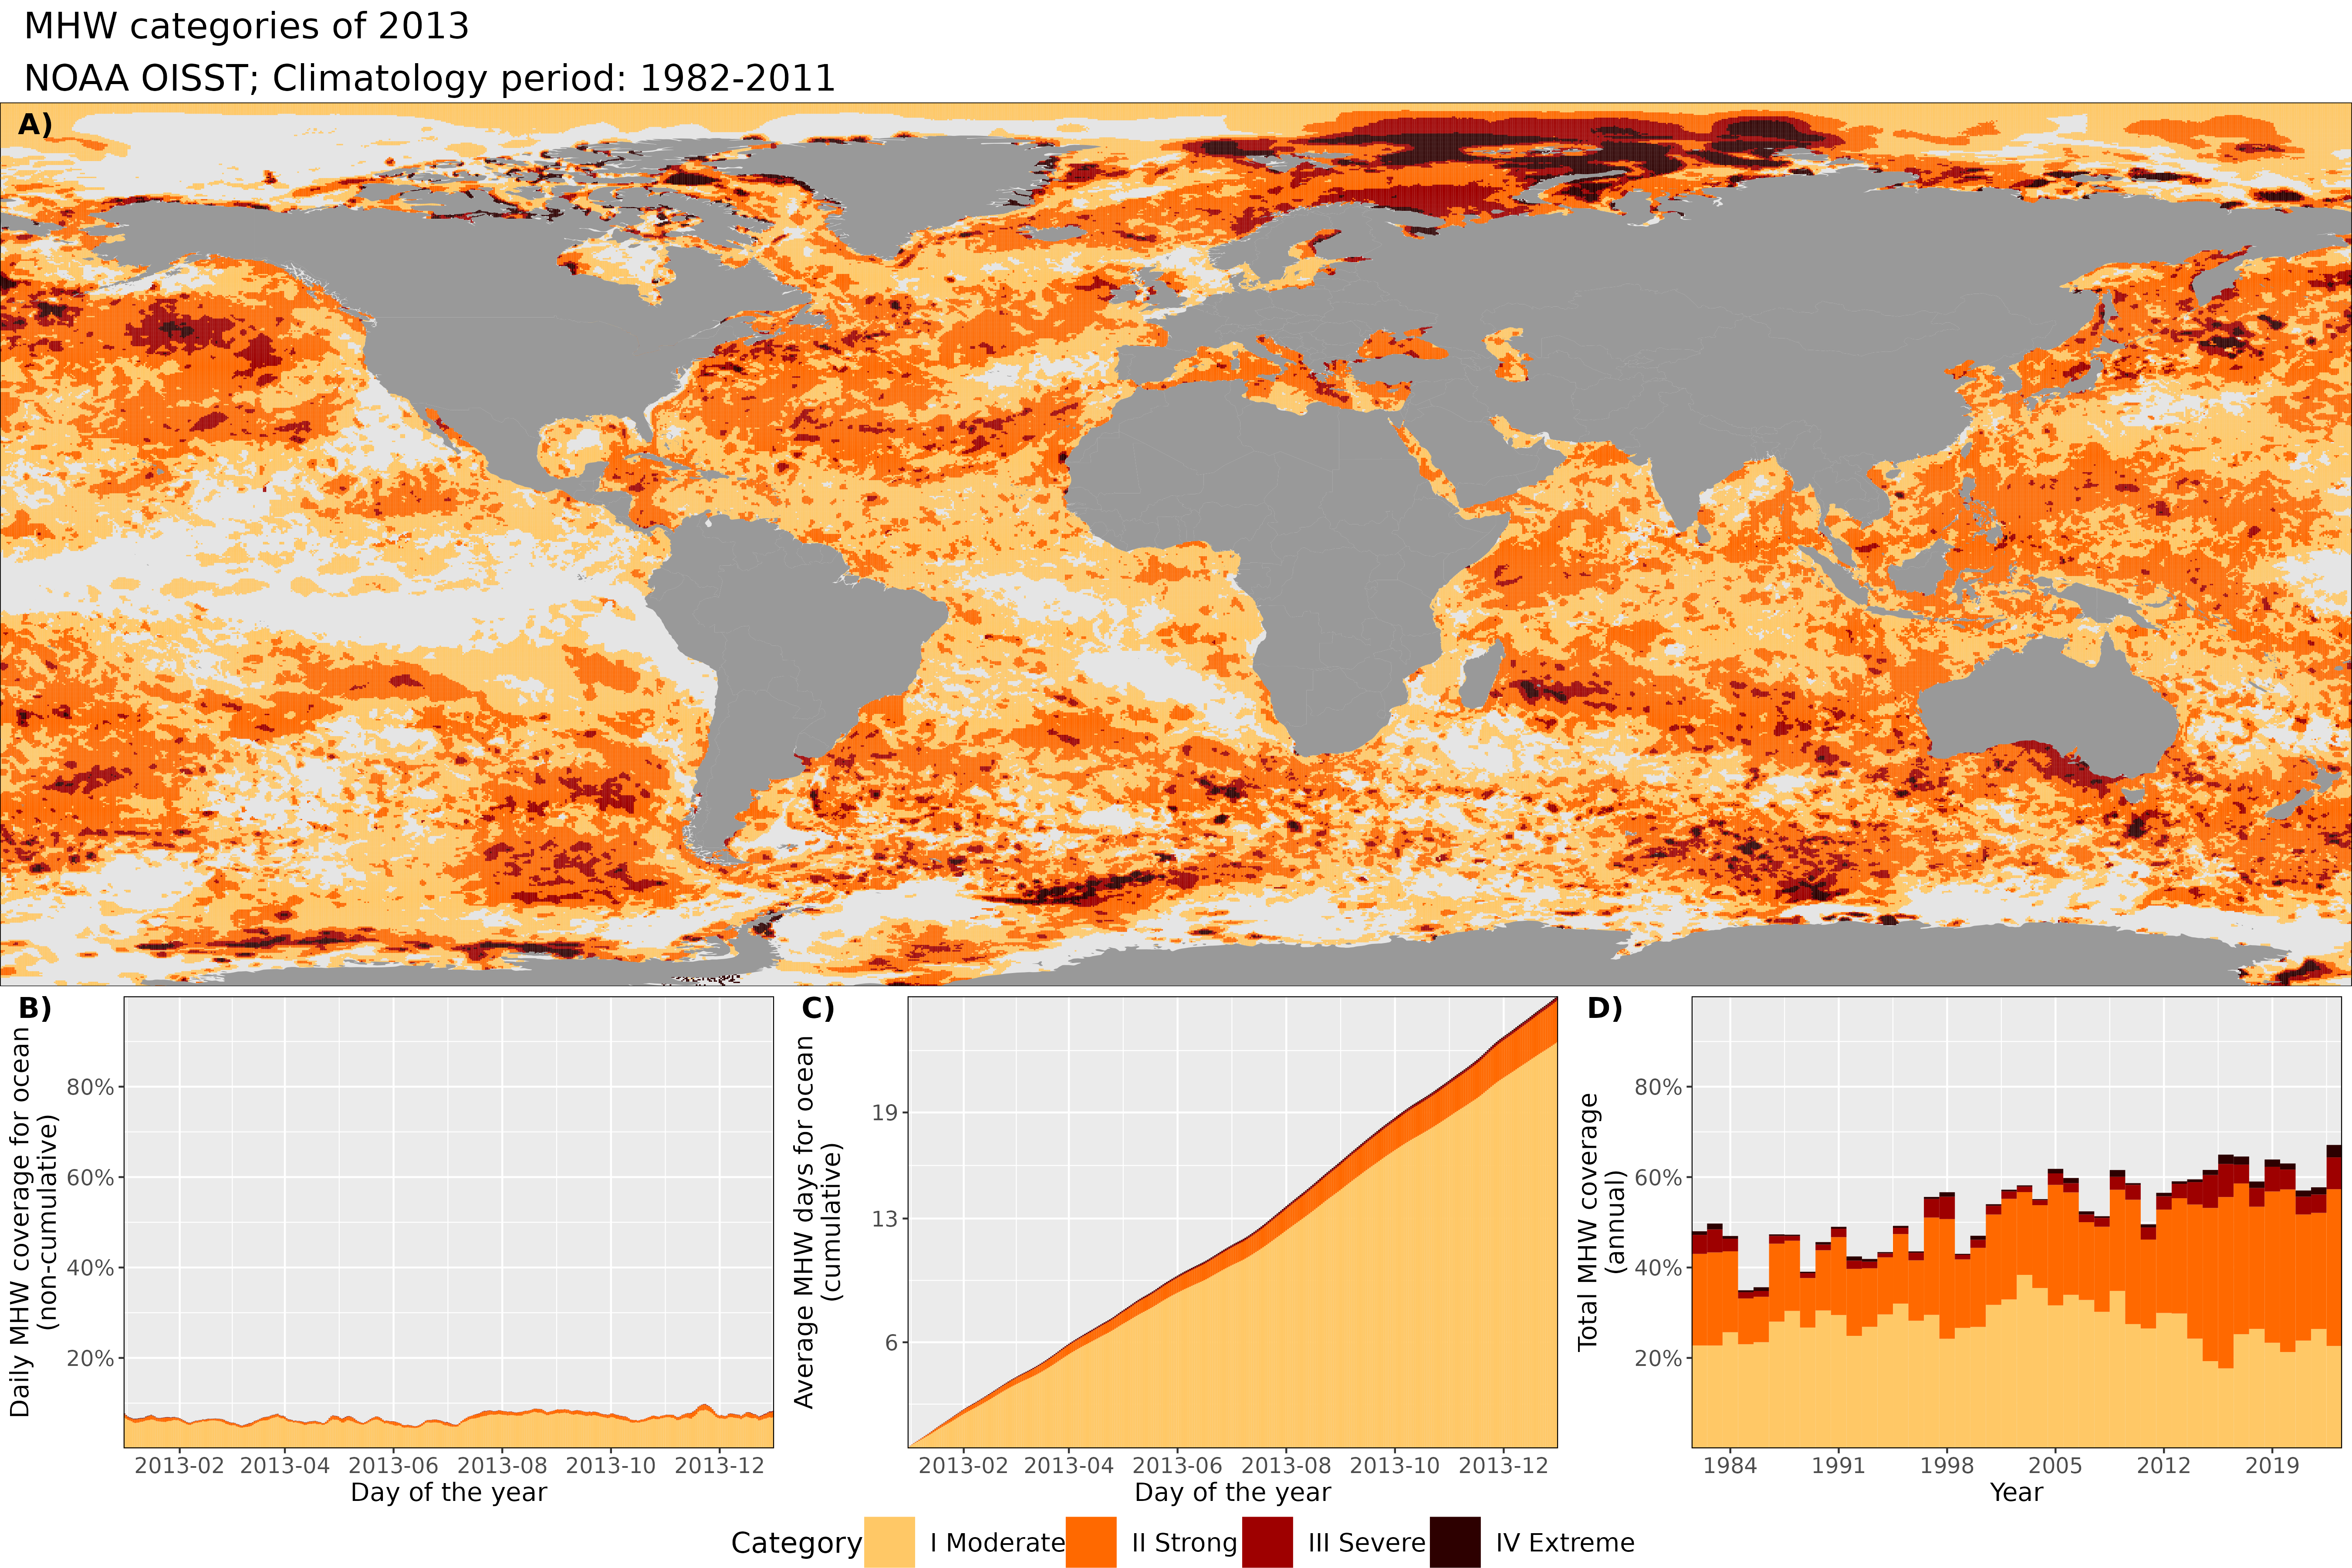 MHW categories of 2013
NOAA OISST; Climatology period: 1982-2011
A)
B)
Daily MHW coverage for ocean
(non-cumulative)
80%
60%
40%
20%
2013-02 2013-04 2013-06 2013-08 2013-10 2013-12
Day of the year
C)
Average MHW days for ocean
(cumulative)
19
13
6
2013-02 2013-04 2013-06 2013-08 2013-10 2013-12
Day of the year
D)
Total MHW coverage
(annual)
80%
60%
40%
20%
1984 1991 1998 2005 2012 2019
Year
Category I Moderate II Strong III Severe IV Extreme